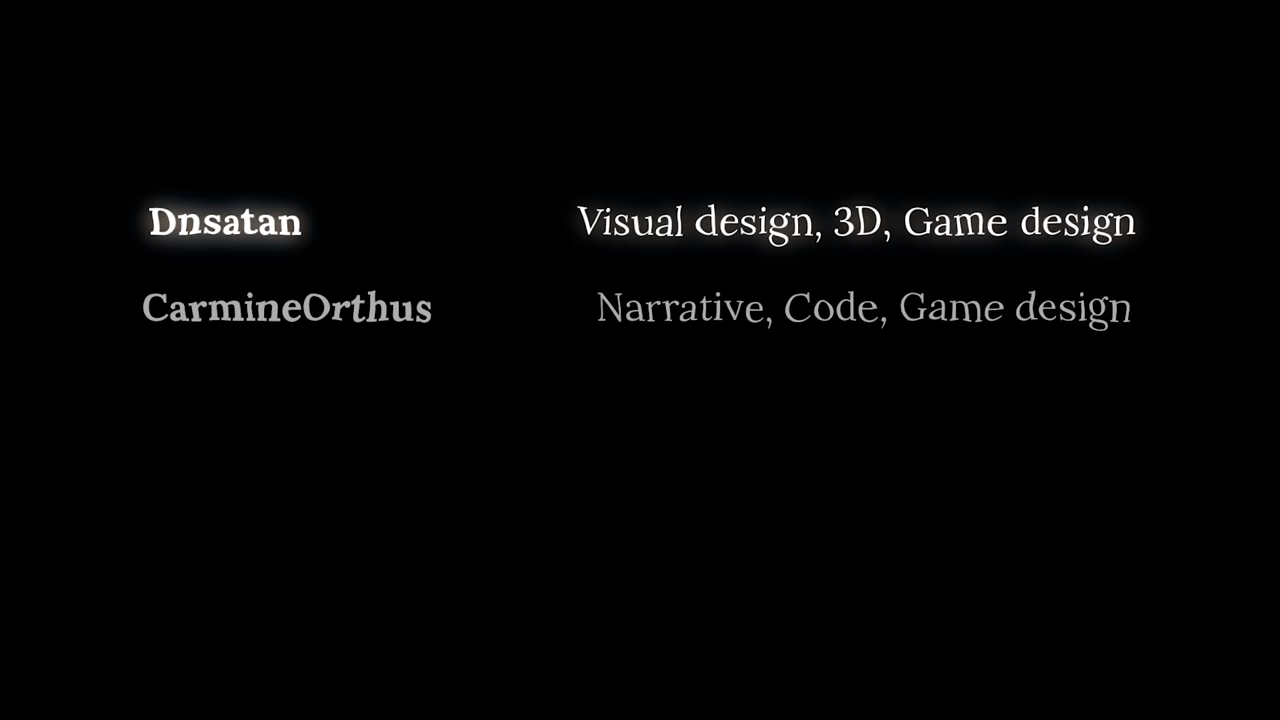 Dnsatan Visual design, 3D, Game design
CarmineOrthus Narrative, Code, Game design